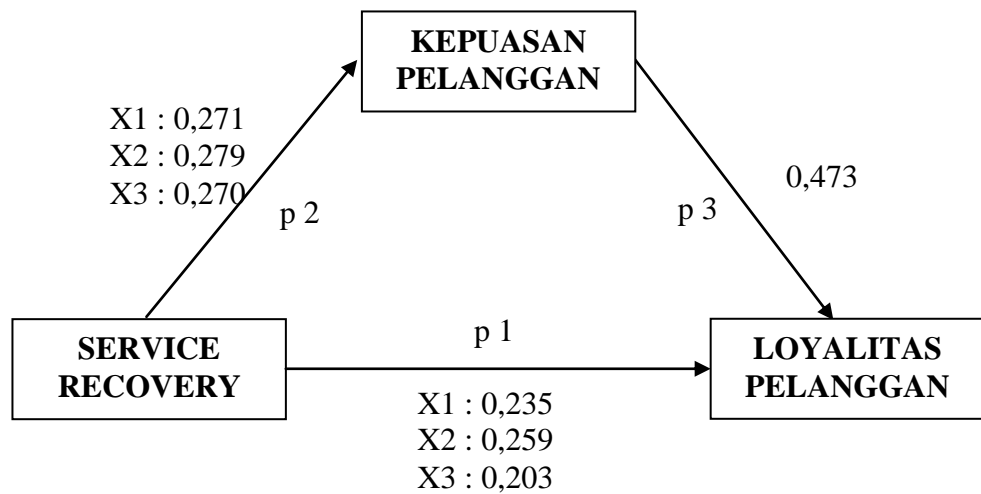 KEPUASAN
PELANGGAN
X1 : 0,271
X2 : 0,279
X3 : 0,270
p 2
p 3
0,473
SERVICE
RECOVERY
p 1
X1 : 0,235
X2 : 0,259
X3 : 0,203
LOYALITAS
PELANGGAN